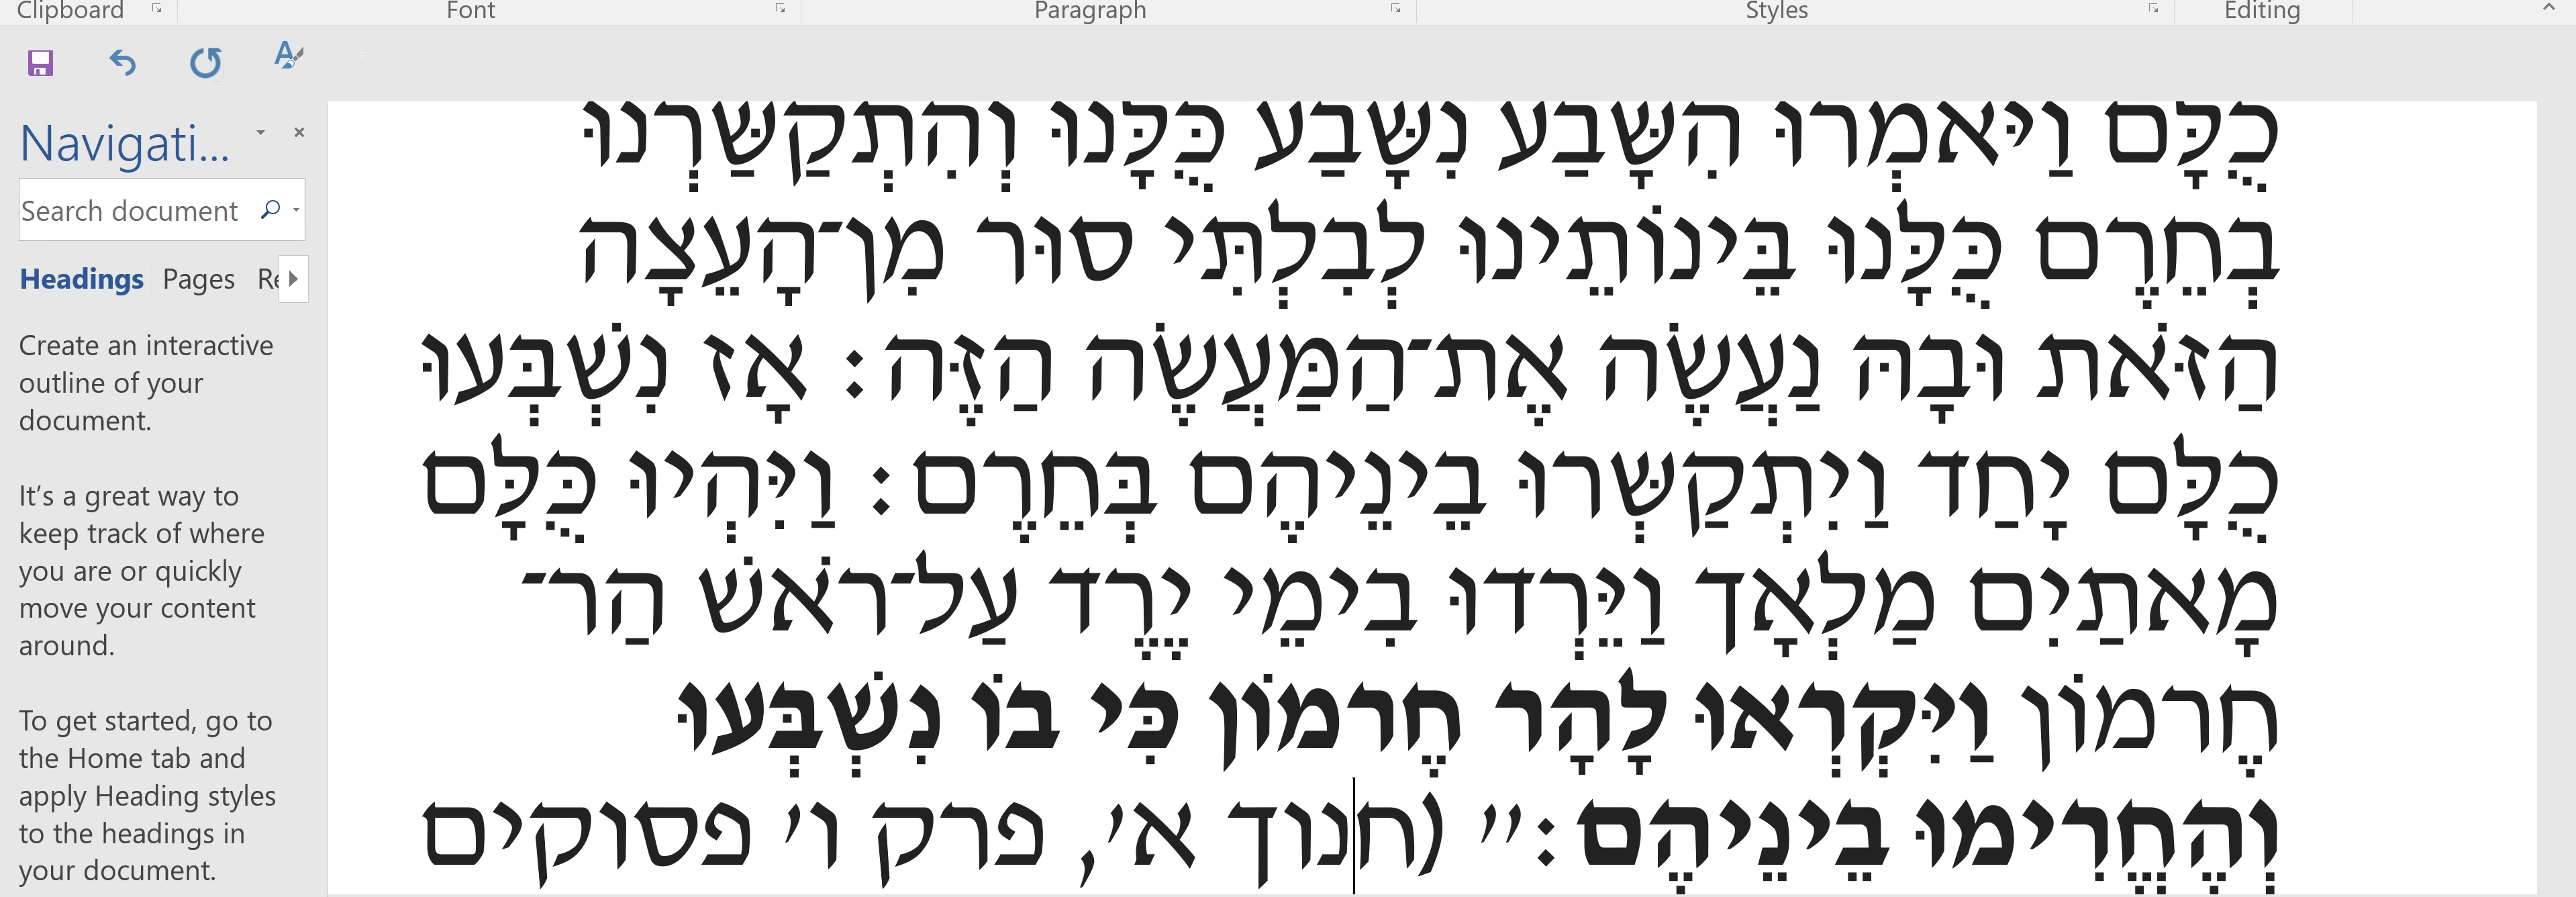 Clipboard Font Paragraph Styles Editing
Navigati...
Search document
Headings Pages Re
Create an interactive
outline of your
document.
It's a great way to
keep track of where
you are or quickly
move your content
around.
To get started, go to
the Home tab and
apply Heading styles
to the headings in
your document.
כֻלָּם וַיּאמְרוּ הִשָּׁבַע נִשָּׁבַע כֻּלָּנוּ וְהִתְקַשַּׁרְנוּ
בְחֵרֶם כֻּלָּנוּ בֵּינוֹתֵינוּ לְבִלְתִּי סוּר מִן־הָעֵצָה
הַזֹּאת וּבָהּ נַעֲשֶׂה אֶת־הַמַּעֲשֶׂה הַזֶּה׃ אָז נִשְׁבְּעוּ
כֻלָּם יָחַד וַיִתְקַשְּׁרוּ בֵינֵיהֶם בְּחֵרֶם׃ וַיִּהְיוּ כֻּלָּם
מָאתַיִם מַלְאָך וַיֵּרְדוּ בִימֵי יֶרֶד עַל־רֹאשׁ הַר־
חֶרמוֹן וַיִּקְרְאוּ לָהָר חֶרמוֹן כִּי בוֹ נִשְׁבְּעוּ
וְהֶחֱרִימוּ בֵינֵיהֶם׃״ (חנוך א׳, פרק ו׳ פסוקים